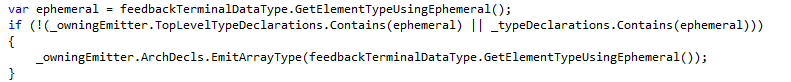 var ephemeral = feedbackTerminalDataType.GetElementTypeUsingEphemeral();
if (!(_owningEmitter.TopLevelTypeDeclarations.Contains(ephemeral) || _typeDeclarations.Contains(ephemeral)))
{
    _owningEmitter.ArchDecls.EmitArrayType(feedbackTerminalDataType.GetElementTypeUsingEphemeral());
}